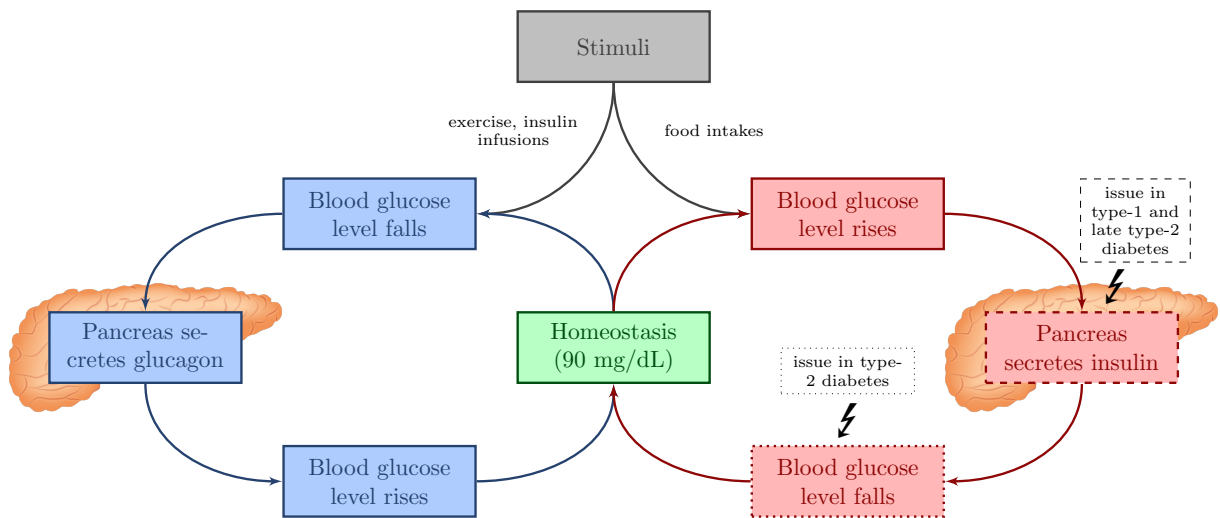 Stimuli
exercise, insulin
infusions
food intakes
Blood glucose
level falls
Blood glucose
level rises
issue in
type-1 and
late type-2
diabetes
Pancreas se-
cretes glucagon
Homeostasis
(90 mg/dL)
issue in type-
2 diabetes
Pancreas
secretes insulin
Blood glucose
level rises
Blood glucose
level falls